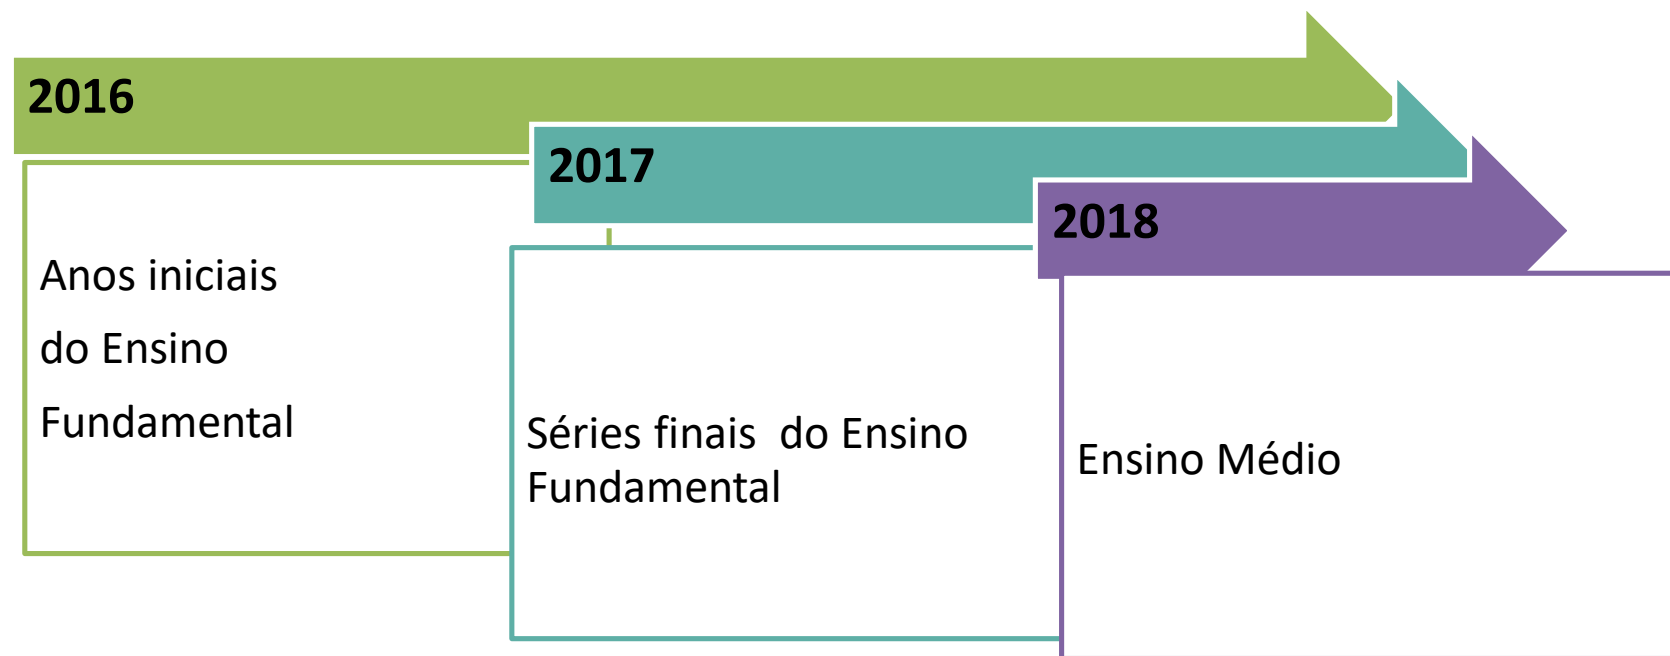 2016
Anos iniciais
do Ensino
Fundamental
2017
Séries finais  do Ensino
Fundamental
2018
Ensino Médio